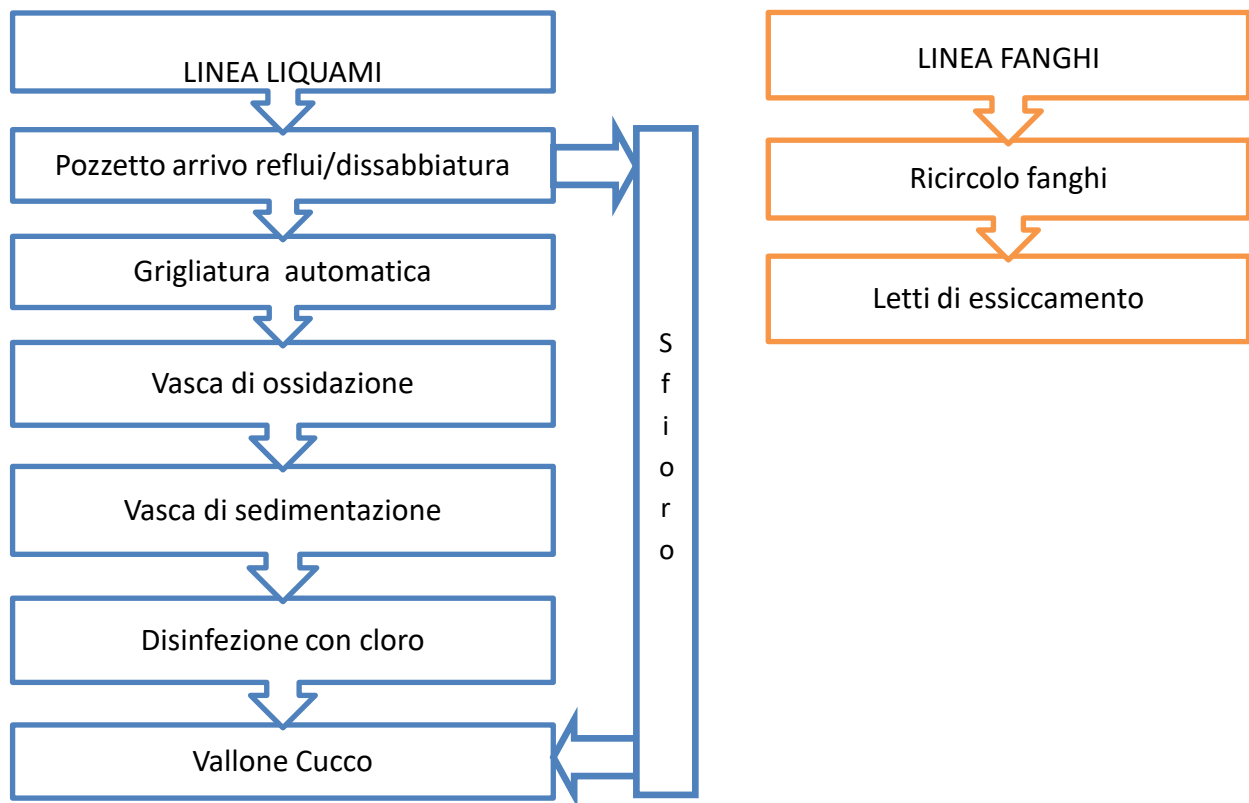 LINEA LIQUAMI
Pozzetto arrivo reflui/dissabbiatura
Grigliatura automatica
Vasca di ossidazione
Vasca di sedimentazione
Disinfezione con cloro
Vallone Cucco
S
f
i
o
r
o
LINEA FANGHI
Ricircolo fanghi
Letti di essiccamento